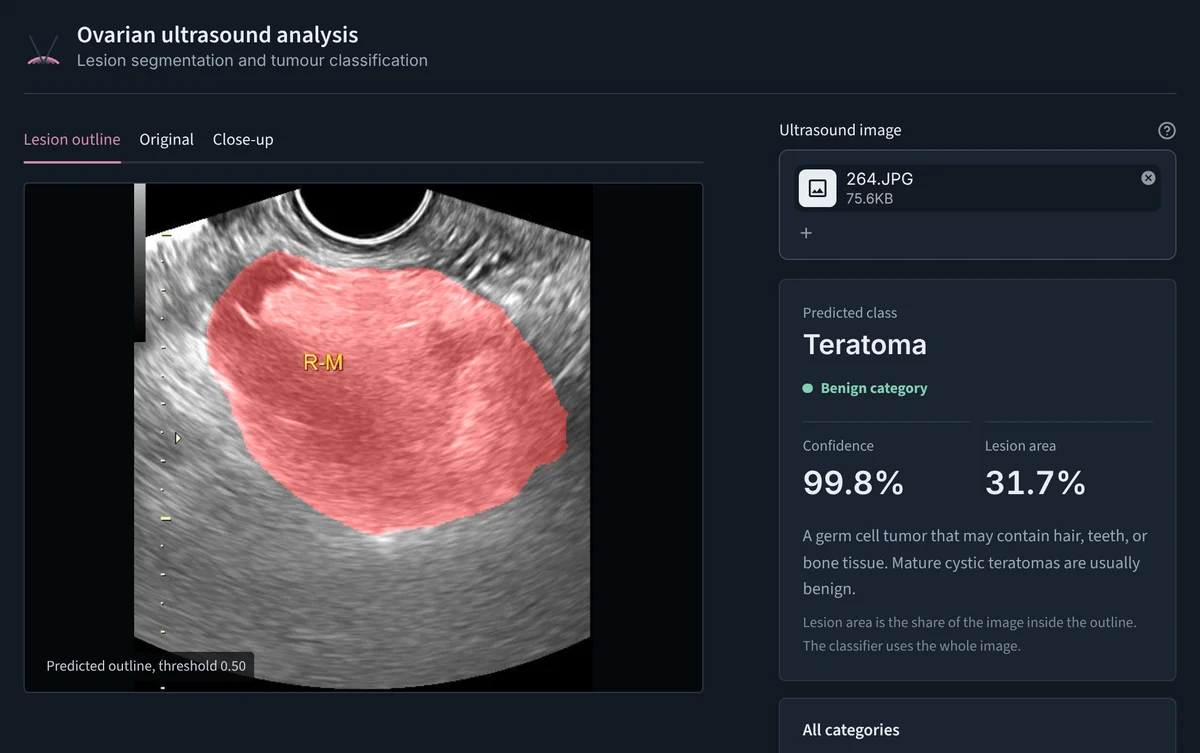 Ovarian ultrasound analysis
Lesion segmentation and tumour classification
Lesion outline
Original
Close-up
R-M
Predicted outline, threshold 0.50
Ultrasound image
264.JPG
75.6KB
Predicted class
Teratoma
Benign category
Confidence
99.8%
Lesion area
31.7%
A germ cell tumor that may contain hair, teeth, or
bone tissue. Mature cystic teratomas are usually
benign.
Lesion area is the share of the image inside the outline.
The classifier uses the whole image.
All categories